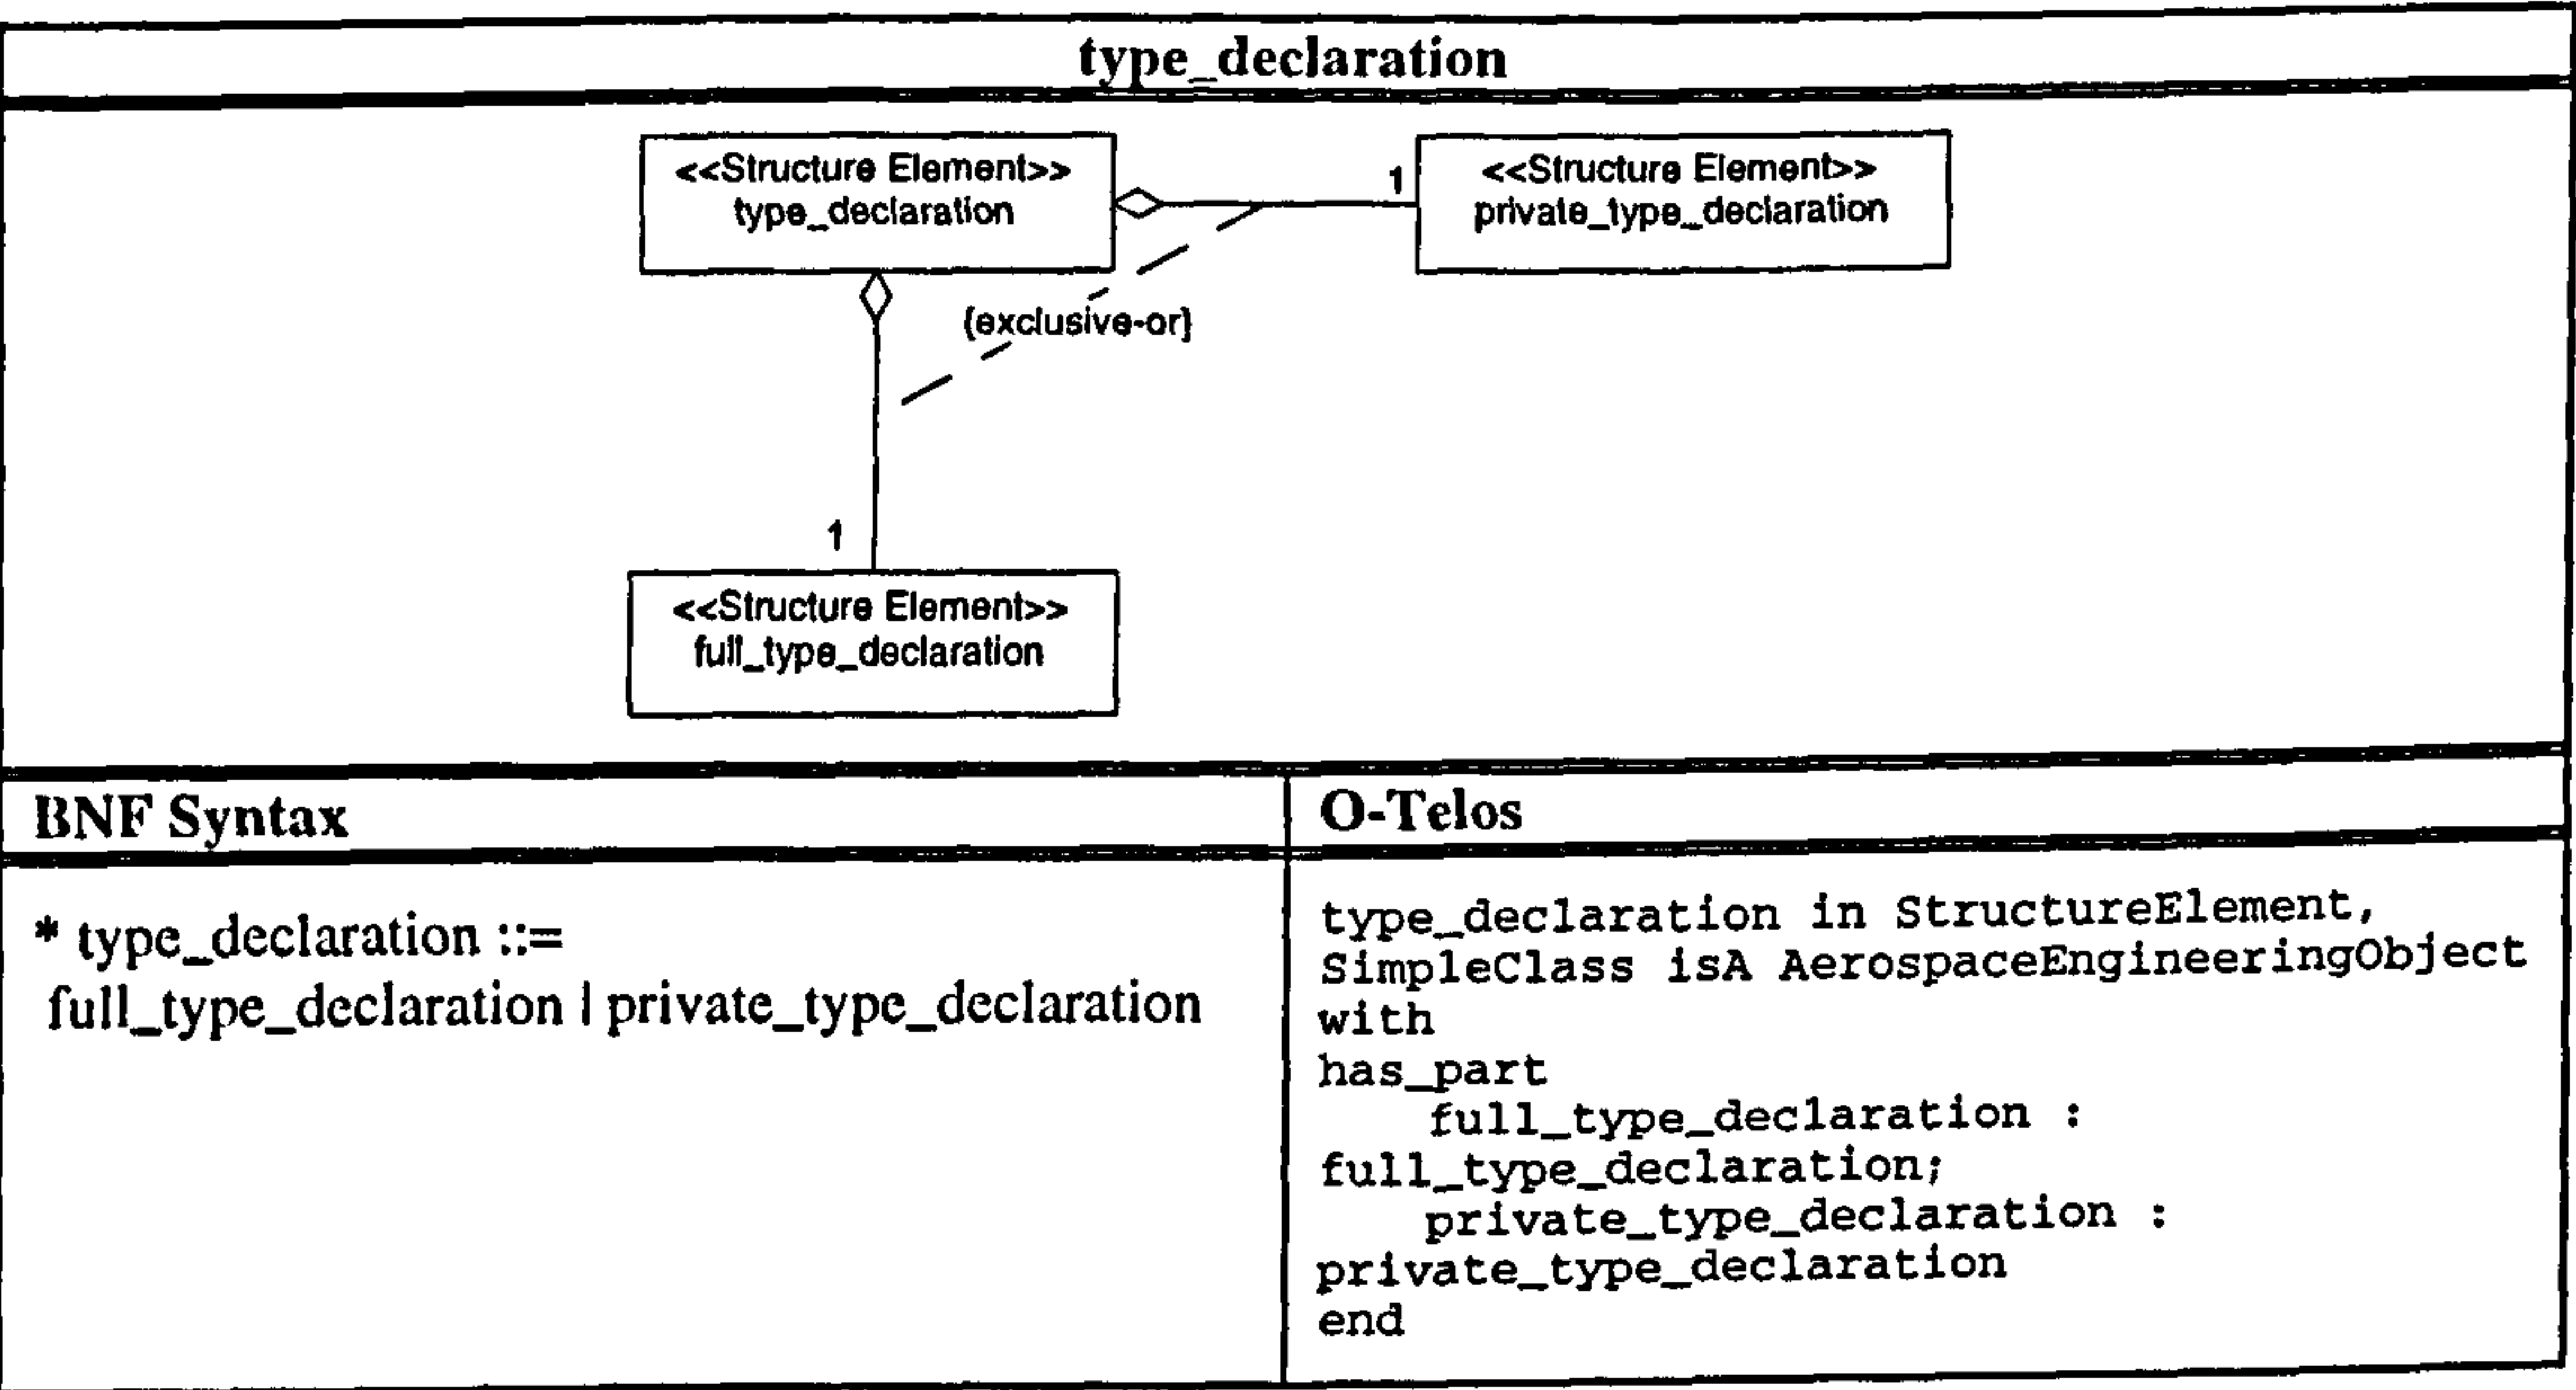 type_declaration
<<Structure Element>>
type_declaration
1
<<Structure Element>>
private_type_declaration
(exclusive-or}
1
<<Structure Element>>
full_type_declaration
BNF Syntax
* type_declaration ::=
full_type_declaration | private_type_declaration
O-Telos
type_declaration in StructureElement,
SimpleClass isA AerospaceEngineeringObject
with
has_part
full_type_declaration :
full_type_declaration;
private_type_declaration :
private_type_declaration
end